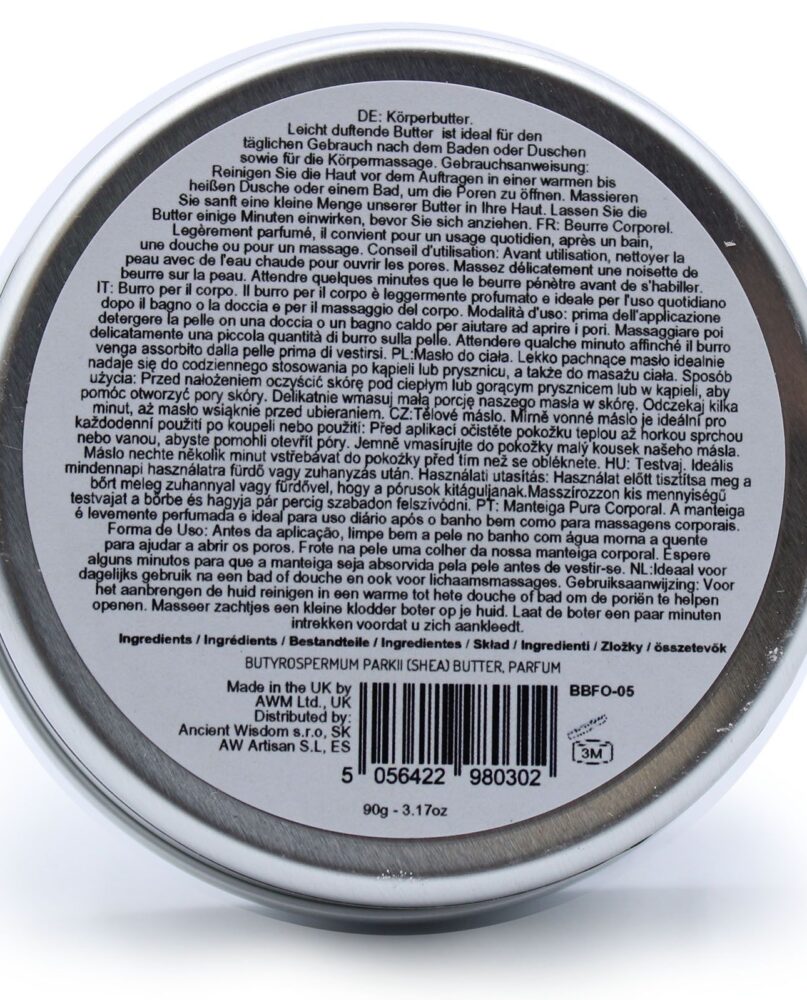 DE: Körperbutter.
Leicht duftende Butter ist ideal für den
täglichen Gebrauch nach dem Baden oder Duschen
sowie für die Körpermassage. Gebrauchsanweisung:
Reinigen Sie die Haut vor dem Auftragen in einer warmen bis
heißen Dusche oder einem Bad, um die Poren zu öffnen. Massieren
Sie sanft eine kleine Menge unserer Butter in Ihre Haut. Lassen Sie die
Butter einige Minuten einwirken, bevor Sie sich anziehen. FR: Beurre Corporel.
Legèrement parfumé, il convient pour un usage quotidien, après un bain,
une douche ou pour un massage. Conseil d'utilisation: Avant utilisation, nettoyer la
peau avec de l'eau chaude pour ouvrir les pores. Massez délicatement une noisette de
beurre sur la peau. Attendre quelques minutes que le beurre pénètre avant de s'habiller.
IT: Burro per il corpo. Il burro per il corpo è leggermente profumato e ideale per l'uso quotidiano
dopo il bagno o la doccia e per il massaggio del corpo. Modalità d'uso: prima dell'applicazione
detergere la pelle on una doccia o un bagno caldo per aiutare ad aprire i pori. Massaggiare poi
delicatamente una piccola quantità di burro sulla pelle. Attendere qualche minuto affinché il burro
venga assorbito dalla pelle prima di vestirsi. PL:Masło do ciała. Lekko pachnące masło idealnie
nadaje się do codziennego stosowania po kąpieli lub prysznicu, a także do masażu ciała. Sposób
użycia: Przed nałożeniem oczyścić skórę pod ciepłym lub gorącym prysznicem lub w kąpieli, aby
pomóc otworzyć pory skóry. Delikatnie wmasuj małą porcję naszego masła w skórę. Odczekaj kilka
minut, aż masło wsiąknie przed ubieraniem. CZ:Tělové máslo. Mírně vonné máslo je ideální pro
každodenní použití po koupeli nebo použití: Před aplikací očistěte pokožku teplou až horkou sprchou
nebo vanou, abyste pomohli otevřít póry. Jemně vmasírujte do pokožky malý kousek našeho másla.
Máslo nechte několik minut vstřebávat do pokožky před tím než se obléknete. HU: Testvaj. Ideális
mindennapi használatra fürdő vagy zuhanyzás után. Használati utasítás: Használat előtt tisztítsa meg a
bőrt meleg zuhannyal vagy fürdővel, hogy a pórusok kitáguljanak.Masszírozzon kis mennyiségű
testvajat a bőrbe és hagyja pár percig szabadon felszívódni. PT: Manteiga Pura Corporal. A manteiga
é levemente perfumada e ideal para uso diário após o banho bem como para massagens corporais.
Forma de Uso: Antes da aplicação, limpe bem a pele no banho com água morna a quente
para ajudar a abrir os poros. Frote na pele uma colher da nossa manteiga corporal. Espere
alguns minutos para que a manteiga seja absorvida pela pele antes de vestir-se. NL:Ideaal voor
dagelijks gebruik na een bad of douche en ook voor lichaamsmassages. Gebruiksaanwijzing: Voor
het aanbrengen de huid reinigen in een warme tot hete douche of bad om de poriën te helpen
openen. Masseer zachtjes een kleine klodder boter op je huid. Laat de boter een paar minuten
intrekken voordat u zich aankleedt.
Ingredients / Ingrédients / Bestandteile / Ingredientes / Skład / Ingredienti / Zložky / összetevők
BUTYROSPERMUM PARKII (SHEA) BUTTER, PARFUM
Made in the UK by
AWM Ltd., UK
Distributed by:
Ancient Wisdom s.r.o, SK
AW Artisan S.L, ES
5 056422 980302
BBFO-05
3M
90g - 3.17oz